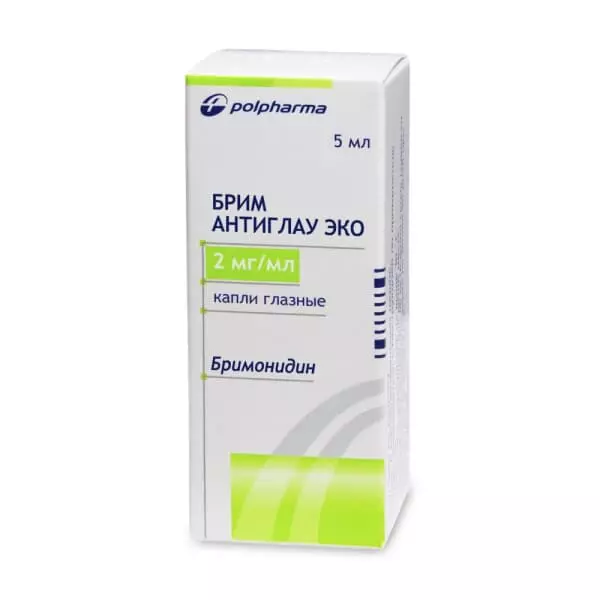 polpharma
5 мл
БРИМ
АНТИГЛАУ ЭКО
2 мг/мл
капли глазные
Бримонидин